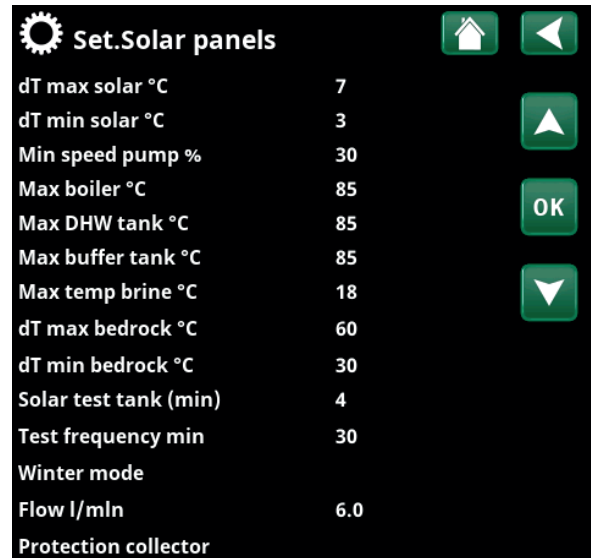 Set.Solar panels
dT max solar °C 7
dT min solar °C 3
Min speed pump % 30
Max boiler °C 85
OK
Max DHW tank °C 85
Max buffer tank °C 85
Max temp brine °C 18
dT max bedrock °C 60
dT min bedrock °C 30
Solar test tank (min) 4
Test frequency min 30
Winter mode
Flow l/mln 6.0
Protection collector